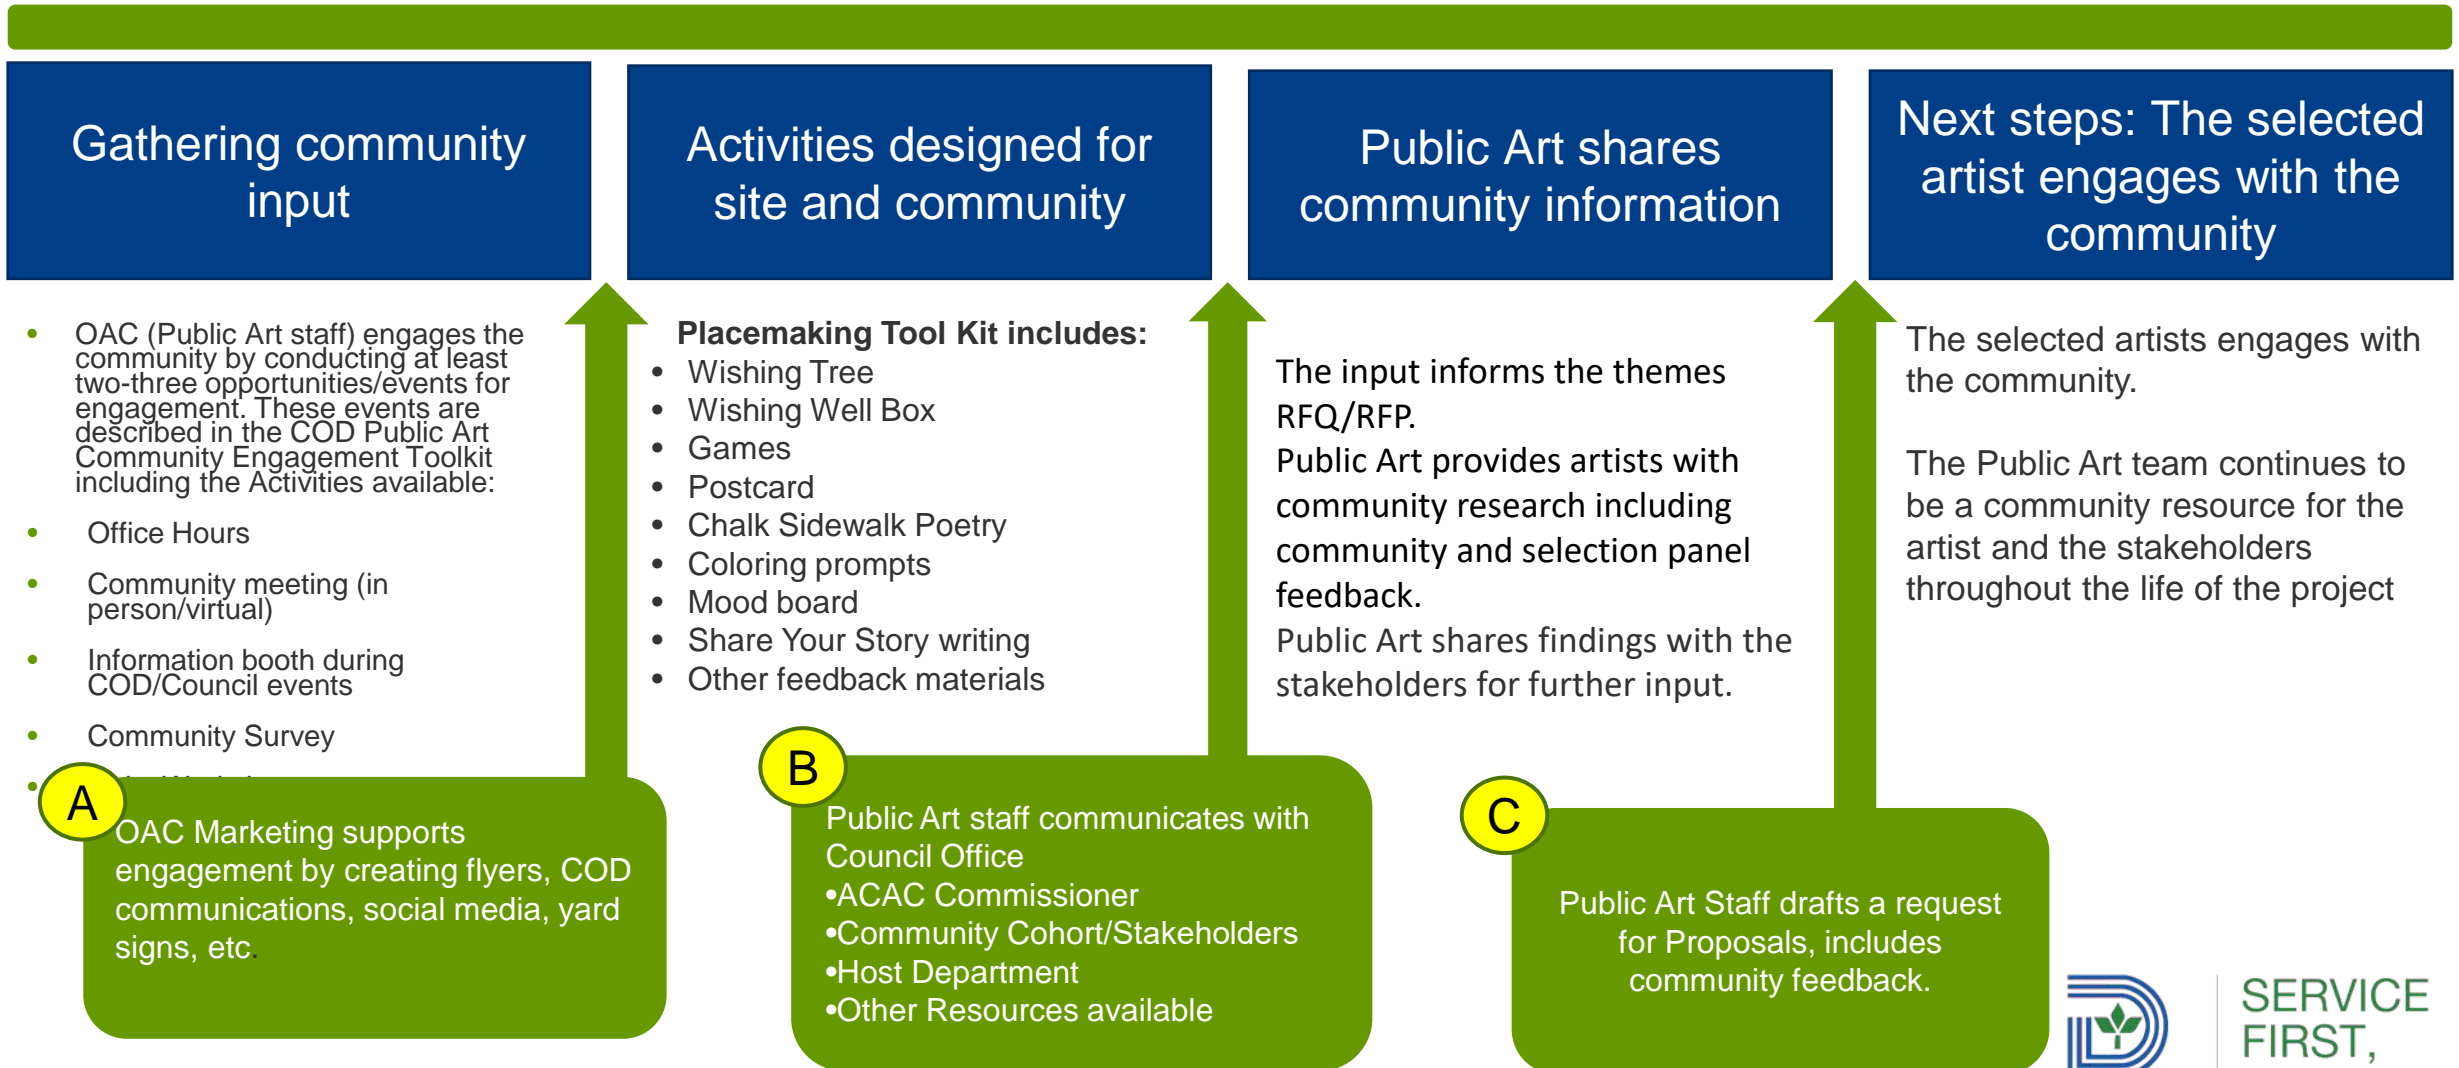 Gathering community
input
Activities designed for
site and community
Public Art shares
community information
Next steps: The selected
artist engages with the
community
• OAC (Public Art staff) engages the
community by conducting at least
two-three opportunities/events for
engagement. These events are
described in the COD Public Art
Community Engagement Toolkit
including the Activities available:
• Office Hours
• Community meeting (in
person/virtual)
• Information booth during
COD/Council events
• Community Survey
•
A
OAC Marketing supports
engagement by creating flyers, COD
communications, social media, yard
signs, etc.
Placemaking Tool Kit includes:
• Wishing Tree
• Wishing Well Box
• Games
• Postcard
• Chalk Sidewalk Poetry
• Coloring prompts
• Mood board
• Share Your Story writing
• Other feedback materials
B
Public Art staff communicates with
Council Office
•ACAC Commissioner
•Community Cohort/Stakeholders
•Host Department
•Other Resources available
The input informs the themes
RFQ/RFP.
Public Art provides artists with
community research including
community and selection panel
feedback.
Public Art shares findings with the
stakeholders for further input.
C
Public Art Staff drafts a request
for Proposals, includes
community feedback.
The selected artists engages with
the community.
The Public Art team continues to
be a community resource for the
artist and the stakeholders
throughout the life of the project
SERVICE
FIRST,